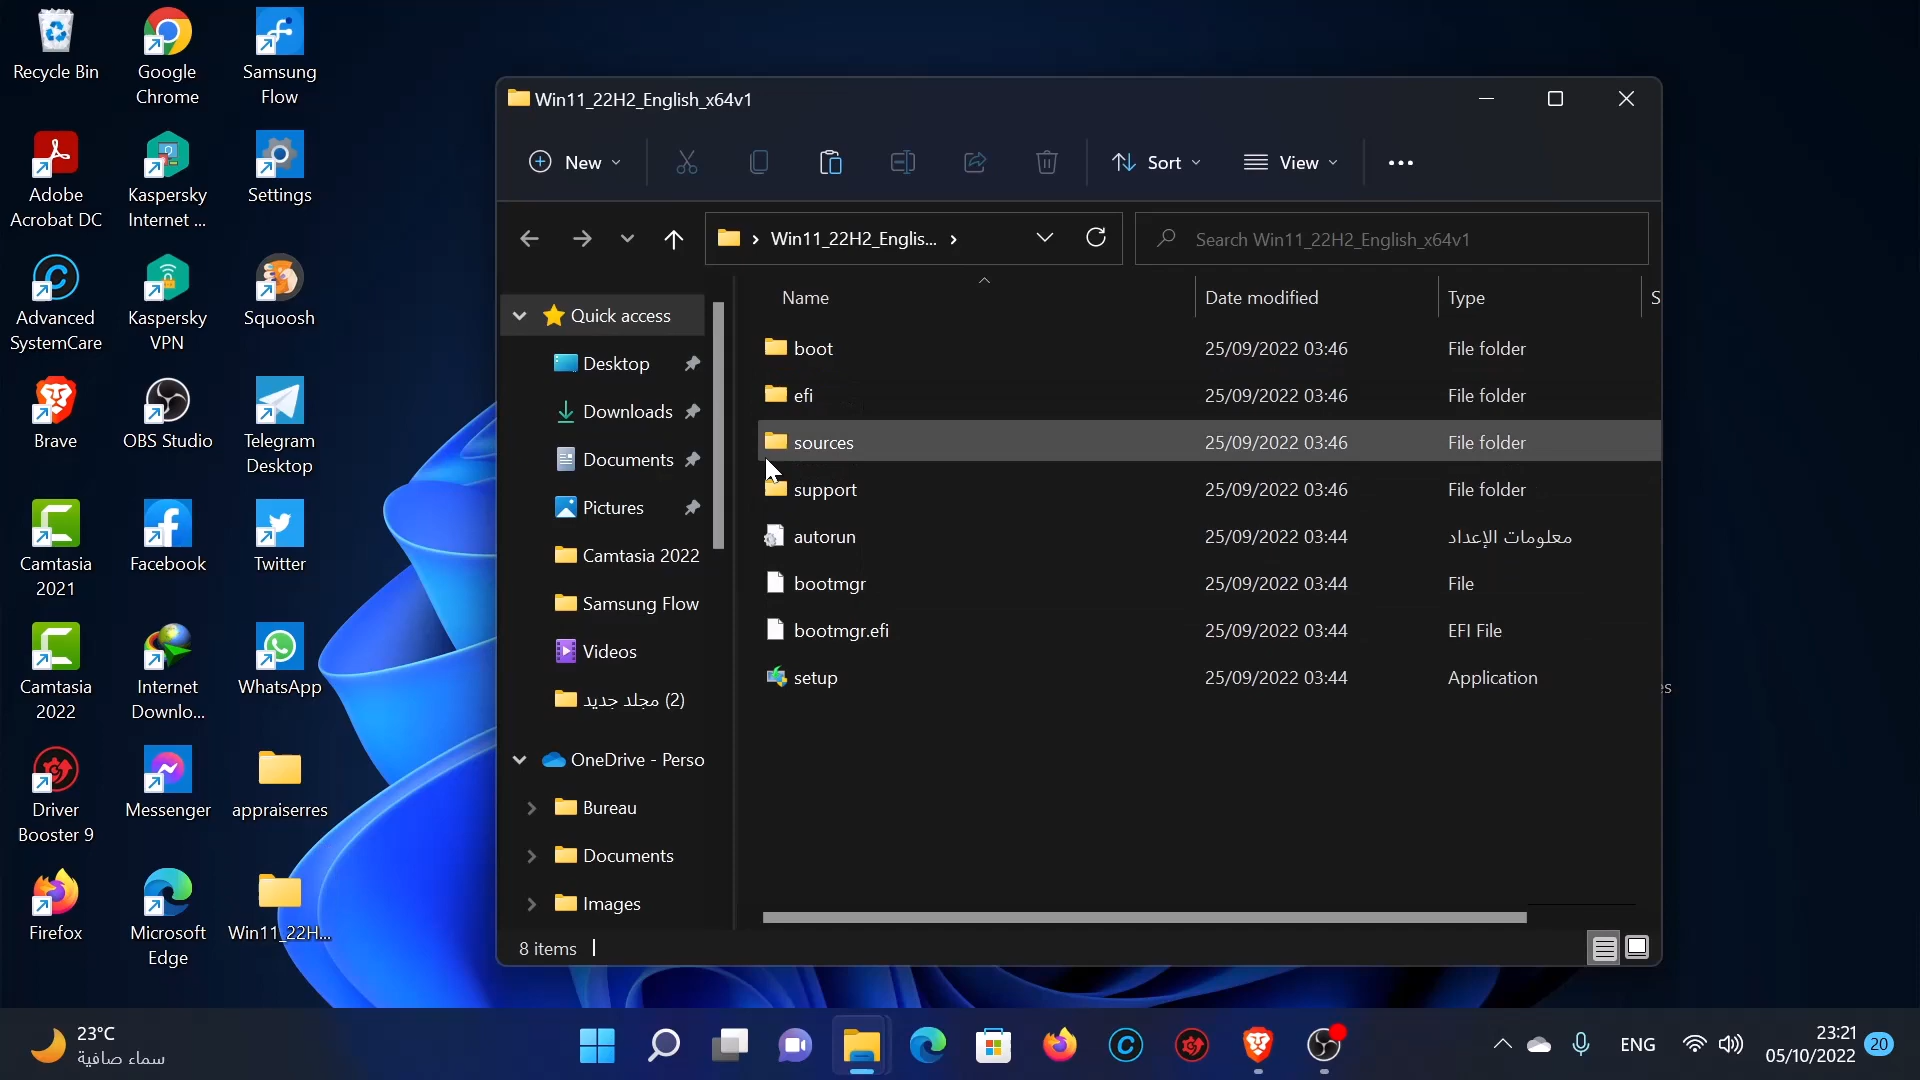 Recycle Bin
Google
Chrome
Samsung
Flow
Adobe
Acrobat DC
Kaspersky
Internet ...
Settings
Advanced
SystemCare
Kaspersky
VPN
Squoosh
Brave
OBS Studio
Telegram
Desktop
Camtasia
2021
Facebook
Twitter
Camtasia
2022
Internet
Downlo...
WhatsApp
Driver
Booster 9
Messenger
appraiserres
Firefox
Microsoft
Edge
Win11_22H...
Win11_22H2_English_x64v1
New
Sort
View
Win11_22H2_Englis...
Search Win11_22H2_English_x64v1
Quick access
Desktop
Downloads
Documents
Pictures
Camtasia 2022
Samsung Flow
Videos
مجلد جديد (2)
OneDrive - Perso
Bureau
Documents
Images
Name Date modified Type S
boot 25/09/2022 03:46 File folder
efi 25/09/2022 03:46 File folder
sources 25/09/2022 03:46 File folder
support 25/09/2022 03:46 File folder
autorun 25/09/2022 03:44 معلومات الإعداد
bootmgr 25/09/2022 03:44 File
bootmgr.efi 25/09/2022 03:44 EFI File
setup 25/09/2022 03:44 Application
es
8 items
23°C
سماء صافية
ENG
23:21
05/10/2022
20